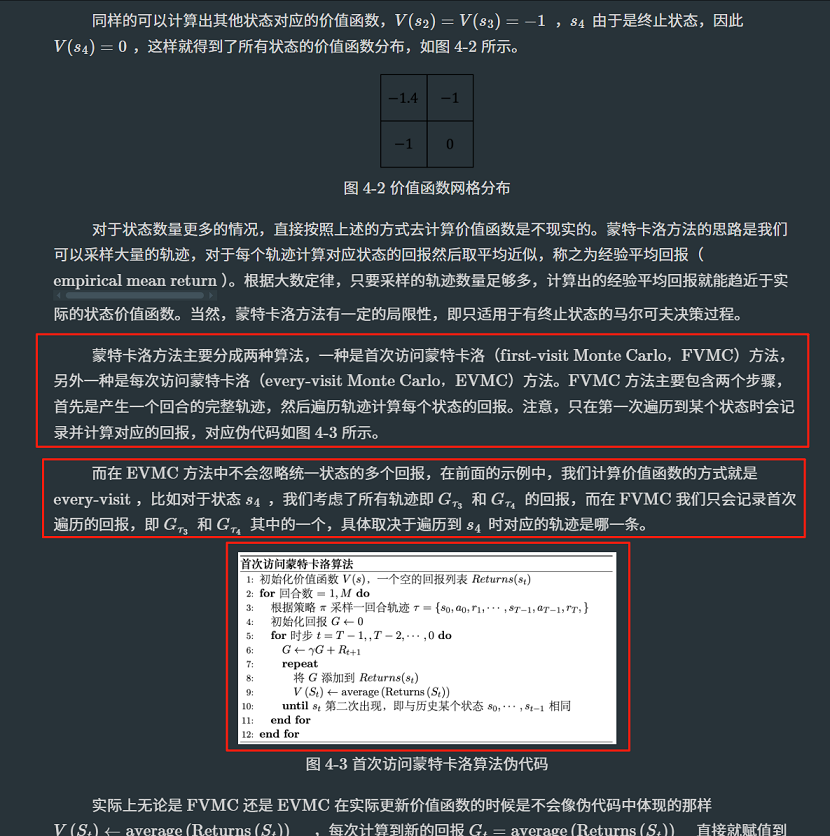 同样的可以计算出其他状态对应的价值函数，V(s₂) = V(s₃) = −1 ，s₄ 由于是终止状态，因此
V(s₄) = 0 ，这样就得到了所有状态的价值函数分布，如图 4-2 所示。
−1.4 −1
−1 0
图 4-2 价值函数网格分布
对于状态数量更多的情况，直接按照上述的方式去计算价值函数是不现实的。蒙特卡洛方法的思路是我们
可以采样大量的轨迹，对于每个轨迹计算对应状态的回报然后取平均近似，称之为经验平均回报（
empirical mean return ）。根据大数定律，只要采样的轨迹数量足够多，计算出的经验平均回报就能趋近于实
际的状态价值函数。当然，蒙特卡洛方法有一定的局限性，即只适用于有终止状态的马尔可夫决策过程。
蒙特卡洛方法主要分成两种算法，一种是首次访问蒙特卡洛（first-visit Monte Carlo，FVMC）方法，
另外一种是每次访问蒙特卡洛（every-visit Monte Carlo，EVMC）方法。FVMC 方法主要包含两个步骤，
首先是产生一个回合的完整轨迹，然后遍历轨迹计算每个状态的回报。注意，只在第一次遍历到某个状态时会记
录并计算对应的回报，对应伪代码如图 4-3 所示。
而在 EVMC 方法中不会忽略统一状态的多个回报，在前面的示例中，我们计算价值函数的方式就是
every-visit ，比如对于状态 s₄ ，我们考虑了所有轨迹即 G_{τ₃} 和 G_{τ₄} 的回报，而在 FVMC 我们只会记录首次
遍历的回报，即 G_{τ₃} 和 G_{τ₄} 其中的一个，具体取决于遍历到 s₄ 时对应的轨迹是哪一条。
首次访问蒙特卡洛算法
1: 初始化价值函数 V(s)，一个空的回报列表 Returns(s_t)
2: for 回合数 = 1, M do
3: 根据策略 π 采样一回合轨迹 τ = {s₀, a₀, r₁, ⋯ , s_{T−1}, a_{T−1}, r_T, }
4: 初始化回报 G ← 0
5: for 时步 t = T − 1, , T − 2, ⋯ , 0 do
6: G ← γG + R_{t+1}
7: repeat
8: 将 G 添加到 Returns(s_t)
9: V (S_t) ← average (Returns (S_t))
10: until s_t 第二次出现，即与历史某个状态 s₀, ⋯ , s_{t−1} 相同
11: end for
12: end for
图 4-3 首次访问蒙特卡洛算法伪代码
实际上无论是 FVMC 还是 EVMC 在实际更新价值函数的时候是不会像伪代码中体现的那样
V (S_t) ← average (Returns (S_t)) ，每次计算到新的回报 G_t = average (Returns (S_t)) 直接就赋值到